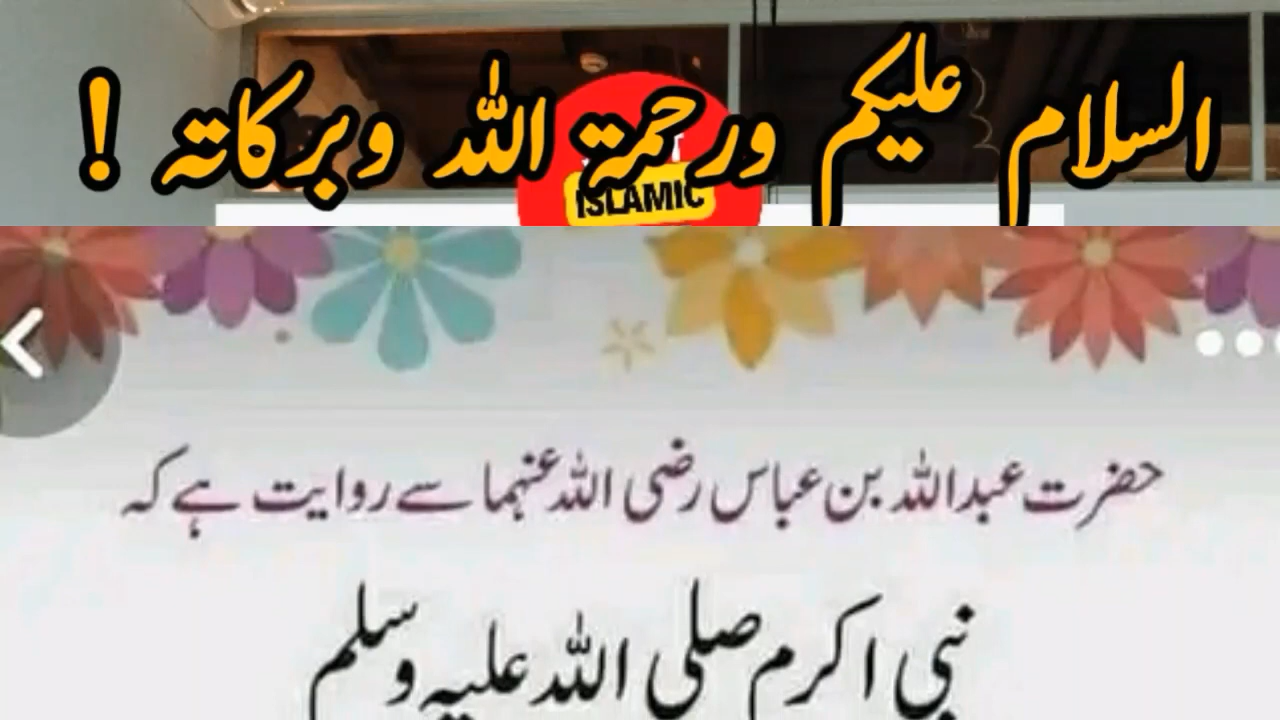 السلام علیکم ورحمۃ اللہ وبرکاتہ !
ISLAMIC
حضرت عبداللہ بن عباس رضی اللہ عنہما سے روایت ہے کہ
نبی اکرم صلی اللہ علیہ وسلم